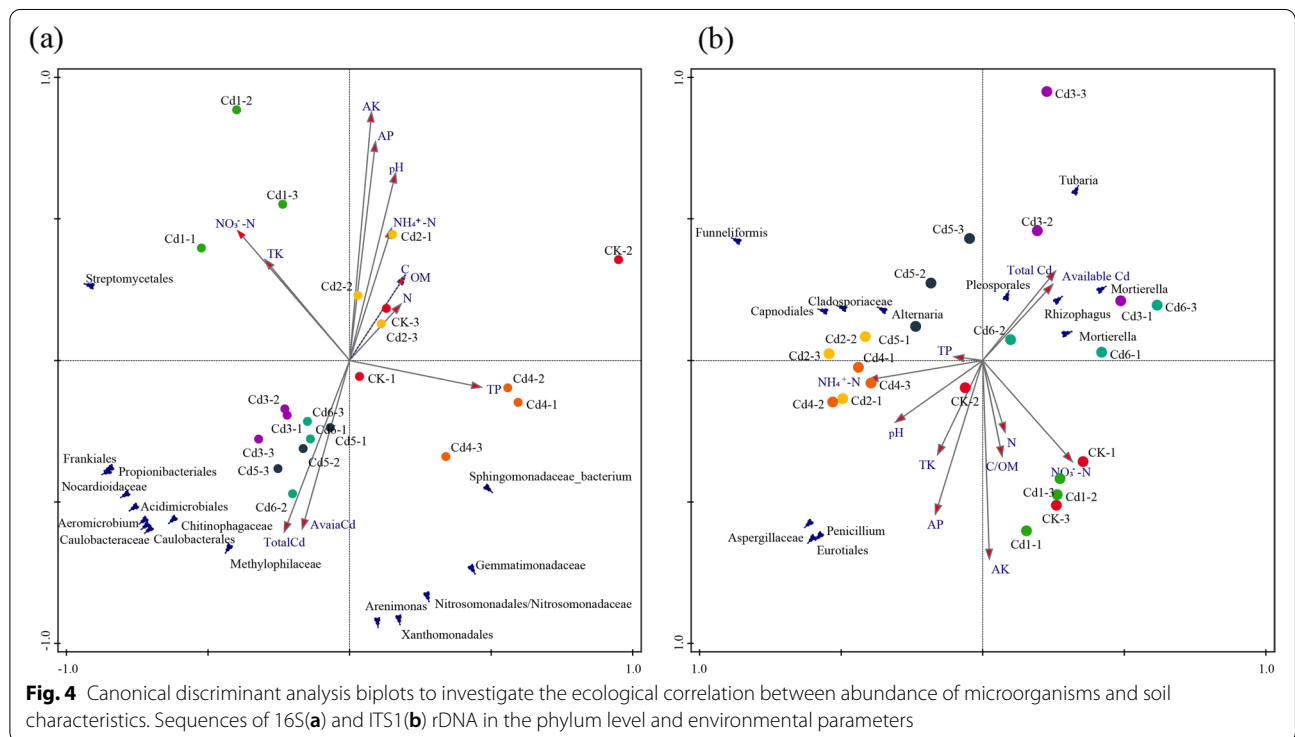 (a)
1.0
Cd1-2
AK
AP
pH
Cd1-3
NO₃⁻-N
NH₄⁺-N
Cd2-1
Cd1-1
TK
CK-2
C
OM
Streptomycetales
Cd2-2
N
CK-3
Cd2-3
CK-1
Cd4-2
TP
Cd4-1
Cd3-2
Cd6-3
Cd3-1
Cd6-1
Cd5-1
Cd3-3
Cd5-2
Cd4-3
Frankiales
Cd5-3
Propionibacteriales
Sphingomonadaceae_bacterium
Nocardioidaceae
Cd6-2
Acidimicrobiales
Aeromicrobium
Chitinophagaceae
AvaiaCd
Caulobacteraceae
Caulobacterales
TotalCd
Methylophilaceae
Gemmatimonadaceae
Nitrosomonadales/Nitrosomonadaceae
Arenimonas
Xanthomonadales
-1.0
-1.0
1.0
(b)
1.0
Cd3-3
Tubaria
Funneliformis
Cd5-3
Cd3-2
Cd5-2
Total Cd
Available Cd
Pleosporales
Mortierella
Capnodiales
Cladosporiaceae
Alternaria
Rhizophagus
Cd3-1
Cd6-3
Cd2-2
Cd5-1
Cd6-2
Mortierella
Cd2-3
Cd4-1
TP
Cd6-1
NH₄⁺-N
Cd4-3
CK-2
Cd4-2
Cd2-1
pH
N
TK
C/OM
CK-1
NO₃⁻-N
Cd1-3
Cd1-2
AP
CK-3
Penicillium
Aspergillaceae
Eurotiales
Cd1-1
AK
1.0
1.0
1.0
Fig. 4 Canonical discriminant analysis biplots to investigate the ecological correlation between abundance of microorganisms and soil
characteristics. Sequences of 16S(a) and ITS1(b) rDNA in the phylum level and environmental parameters